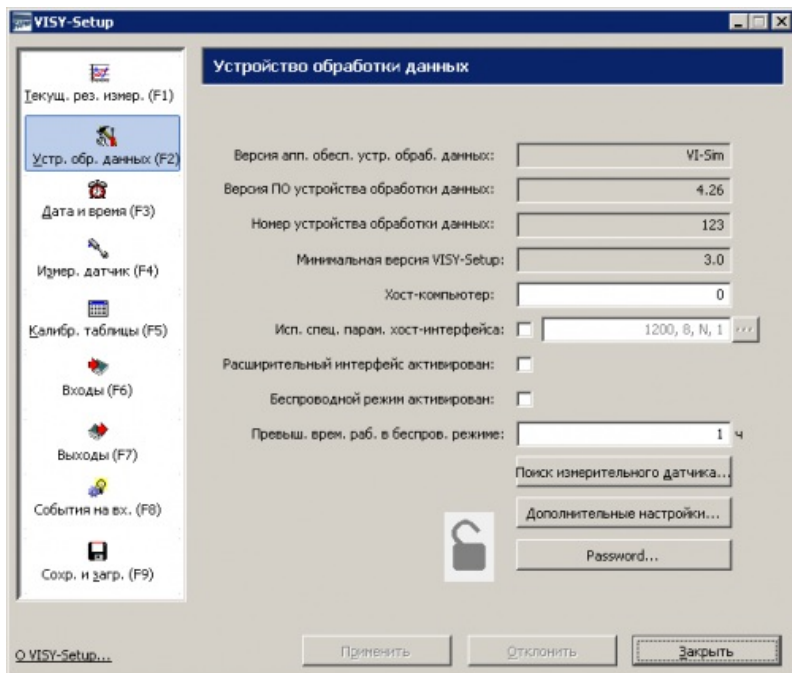 VISY-Setup
Текущ. рез. измер. (F1)
Устр. обр. данных (F2)
Дата и время (F3)
Измер. датчик (F4)
Калибр. таблицы (F5)
Входы (F6)
Выходы (F7)
События на вх. (F8)
Сохр. и загр. (F9)
О VISY-Setup...
Устройство обработки данных
Версия апп. обесп. устр. обраб. данных: VI-Sim
Версия ПО устройства обработки данных: 4.26
Номер устройства обработки данных: 123
Минимальная версия VISY-Setup: 3.0
Хост-компьютер: 0
Исп. спец. парам. хост-интерфейса: 1200, 8, N, 1 ...
Расширительный интерфейс активирован:
Беспроводной режим активирован:
Превыш. врем. раб. в беспров. режиме: 1 ч
Поиск измерительного датчика...
Дополнительные настройки...
Password...
Применить Отклонить Закрыть